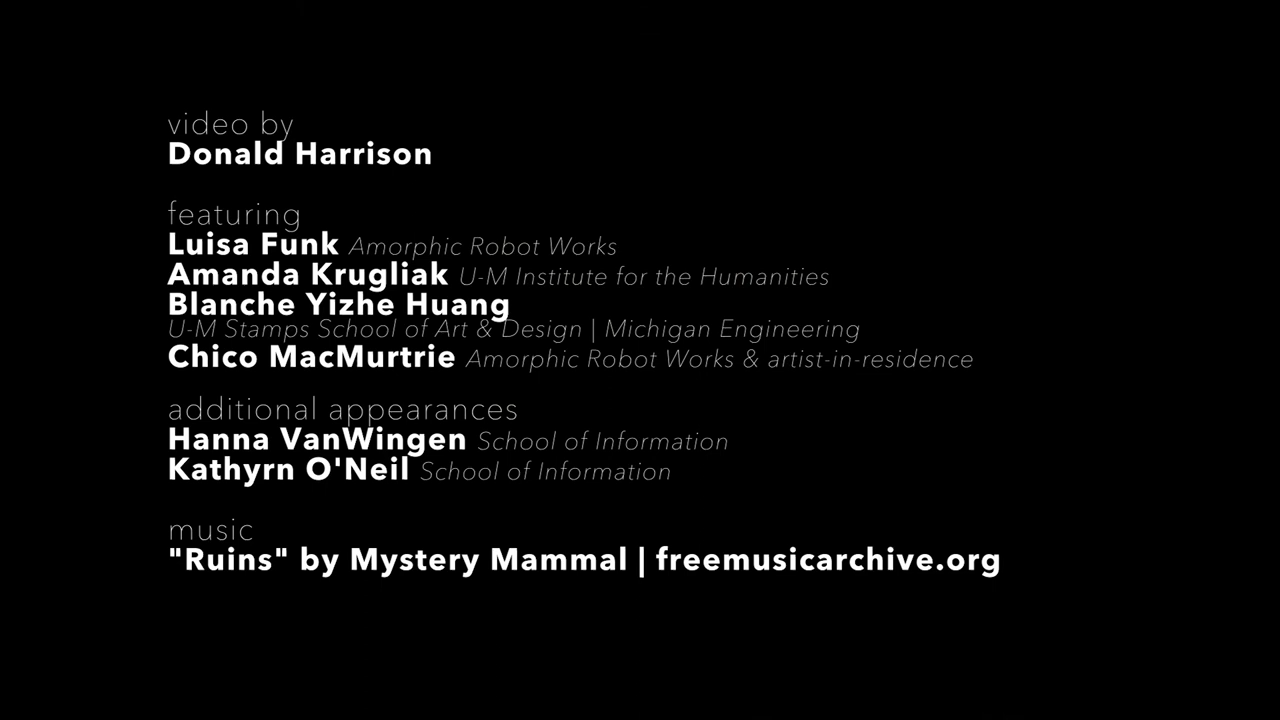 video by
Donald Harrison
featuring
Luisa Funk Amorphic Robot Works
Amanda Krugliak U-M Institute for the Humanities
Blanche Yizhe Huang
U-M Stamps School of Art & Design | Michigan Engineering
Chico MacMurtrie Amorphic Robot Works & artist-in-residence
additional appearances
Hanna VanWingen School of Information
Kathyrn O'Neil School of Information
music
"Ruins" by Mystery Mammal | freemusicarchive.org